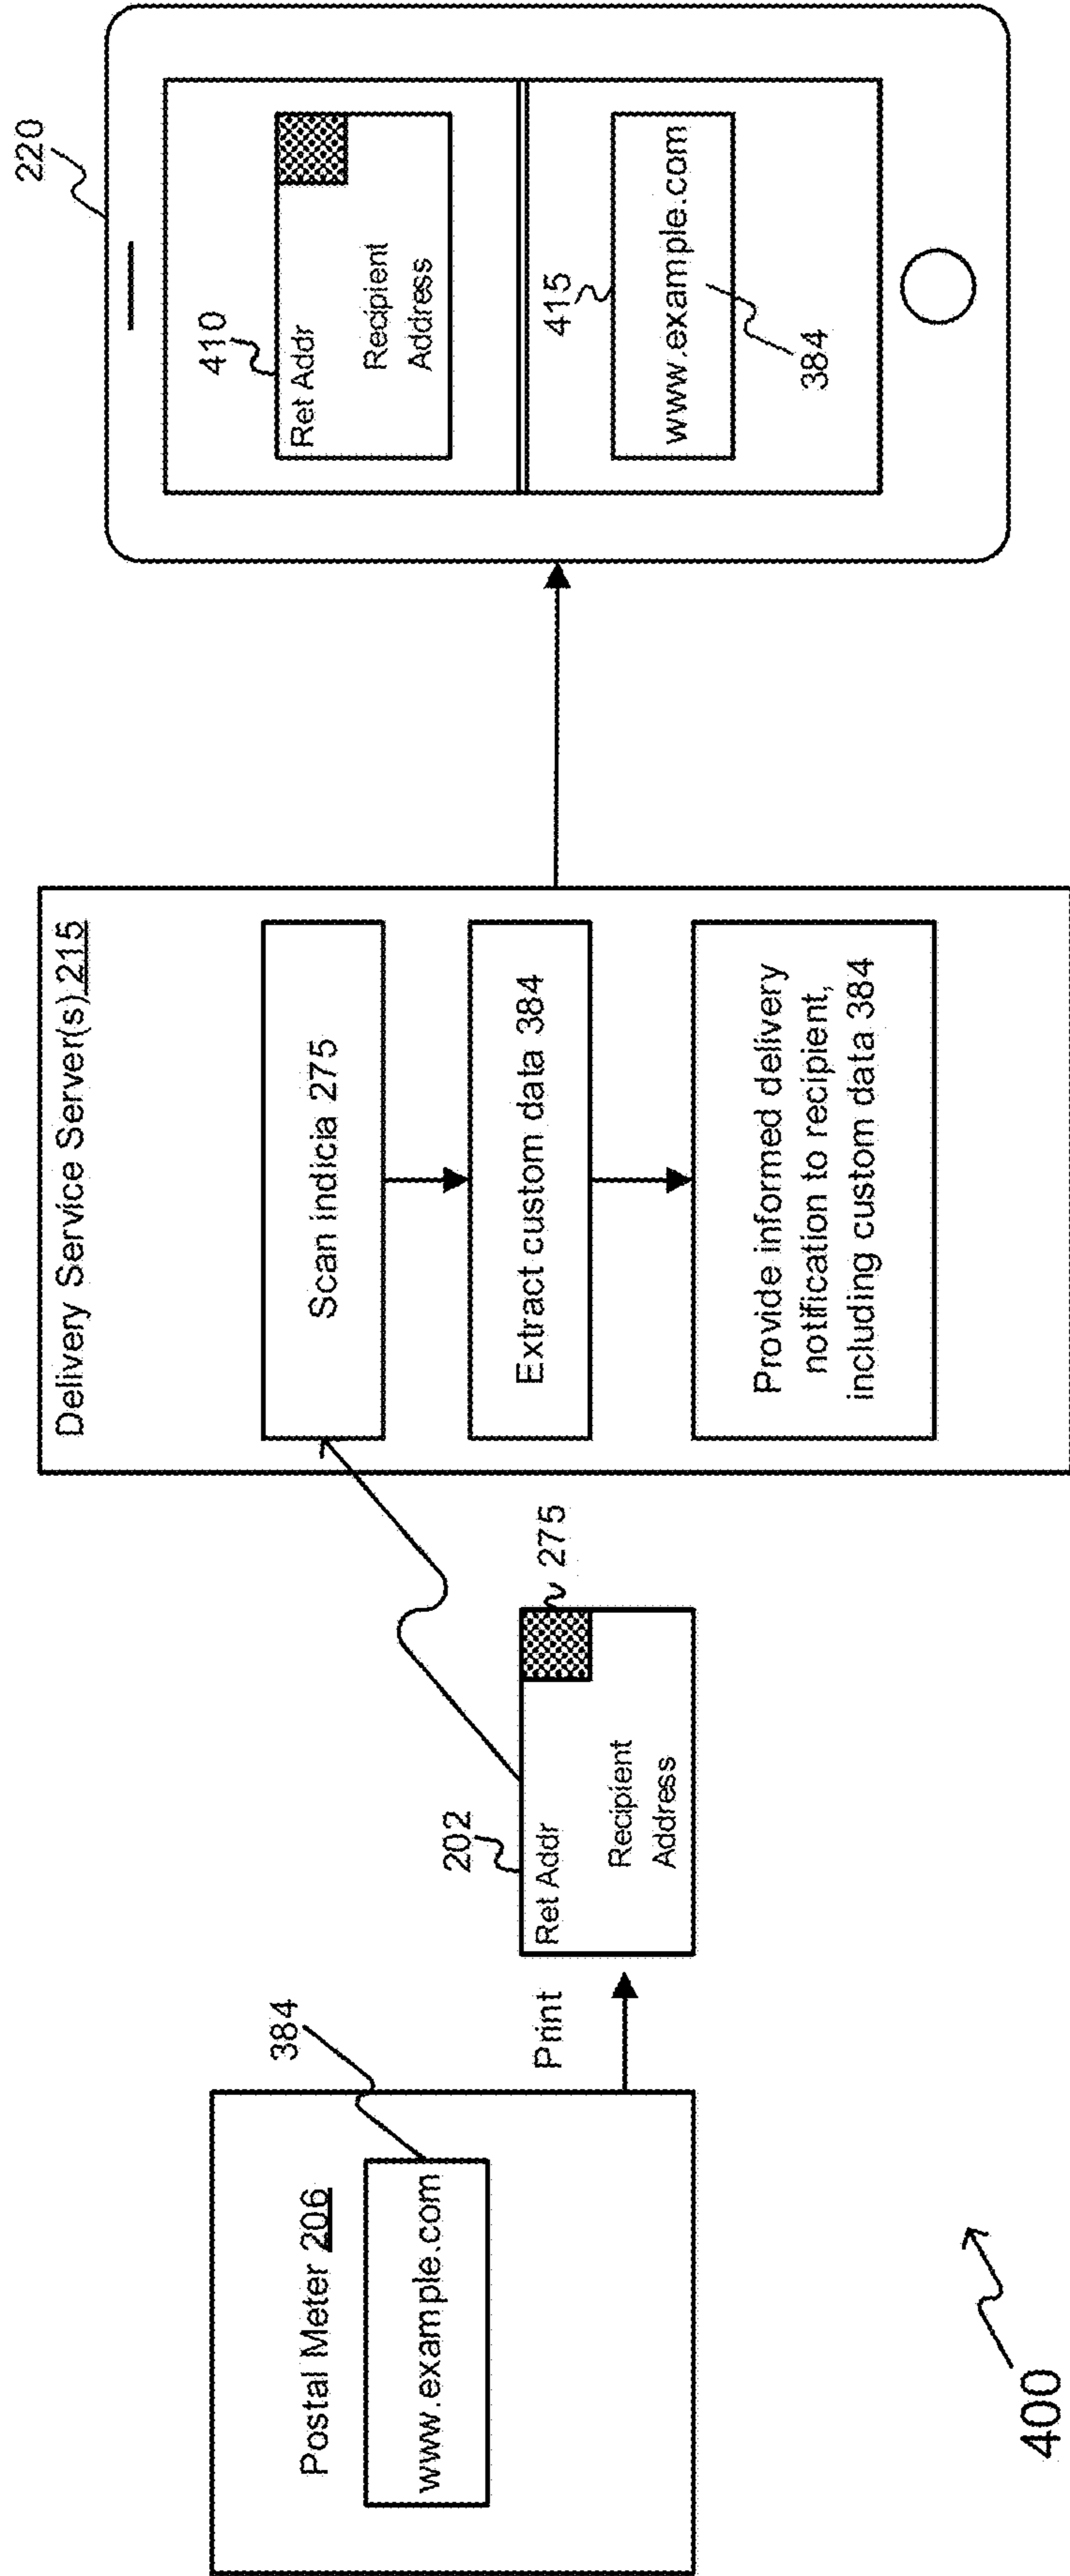 Postal Meter 206
www.example.com
384
Print
202
Ret Addr
Recipient
Address
275
Delivery Service Server(s) 215
Scan indicia 275
Extract custom data 384
Provide informed delivery
notification to recipient,
including custom data 384
220
410
Ret Addr
Recipient
Address
415
www.example.com
384
400